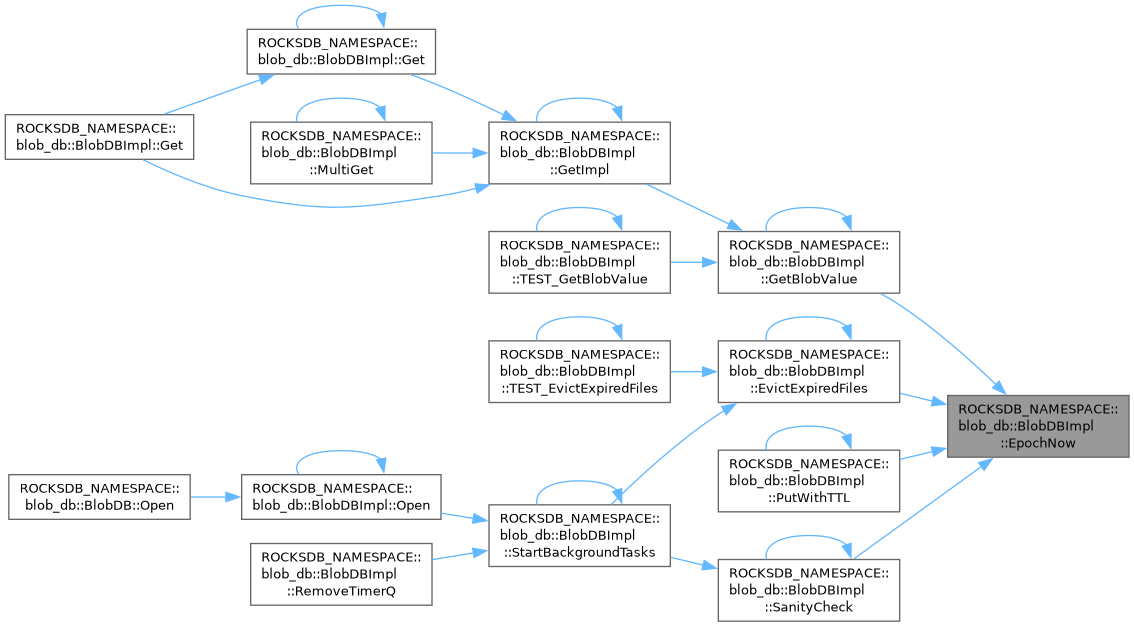 ROCKSDB_NAMESPACE::
blob_db::BlobDBImpl::Get
ROCKSDB_NAMESPACE::
blob_db::BlobDBImpl::Get
ROCKSDB_NAMESPACE::
blob_db::BlobDBImpl
::MultiGet
ROCKSDB_NAMESPACE::
blob_db::BlobDBImpl
::GetImpl
ROCKSDB_NAMESPACE::
blob_db::BlobDBImpl
::TEST_GetBlobValue
ROCKSDB_NAMESPACE::
blob_db::BlobDBImpl
::GetBlobValue
ROCKSDB_NAMESPACE::
blob_db::BlobDBImpl
::TEST_EvictExpiredFiles
ROCKSDB_NAMESPACE::
blob_db::BlobDBImpl
::EvictExpiredFiles
ROCKSDB_NAMESPACE::
blob_db::BlobDBImpl
::EpochNow
ROCKSDB_NAMESPACE::
blob_db::BlobDBImpl
::PutWithTTL
ROCKSDB_NAMESPACE::
blob_db::BlobDB::Open
ROCKSDB_NAMESPACE::
blob_db::BlobDBImpl::Open
ROCKSDB_NAMESPACE::
blob_db::BlobDBImpl
::StartBackgroundTasks
ROCKSDB_NAMESPACE::
blob_db::BlobDBImpl
::RemoveTimerQ
ROCKSDB_NAMESPACE::
blob_db::BlobDBImpl
::SanityCheck